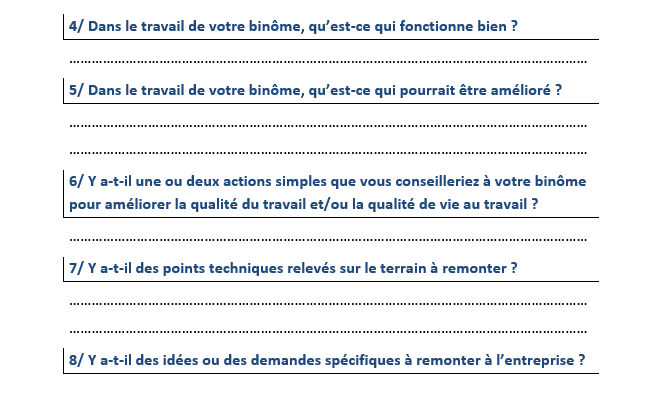 4/ Dans le travail de votre binôme, qu’est-ce qui fonctionne bien ?
……………………………………………………………………………………………………………
5/ Dans le travail de votre binôme, qu’est-ce qui pourrait être amélioré ?
……………………………………………………………………………………………………………
……………………………………………………………………………………………………………
6/ Y a-t-il une ou deux actions simples que vous conseilleriez à votre binôme
pour améliorer la qualité du travail et/ou la qualité de vie au travail ?
……………………………………………………………………………………………………………
7/ Y a-t-il des points techniques relevés sur le terrain à remonter ?
……………………………………………………………………………………………………………
……………………………………………………………………………………………………………
8/ Y a-t-il des idées ou des demandes spécifiques à remonter à l’entreprise ?